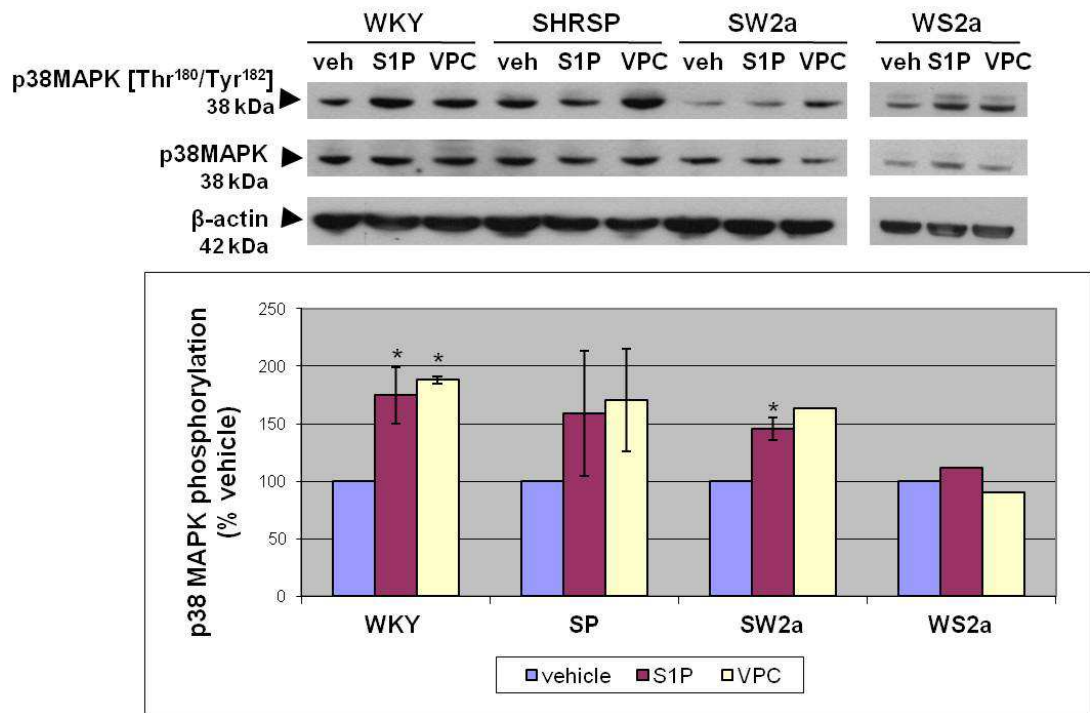 WKY SHRSP SW2a WS2a
veh S1P VPC veh S1P VPC veh S1P VPC veh S1P VPC
p38MAPK [Thr¹⁸⁰/Tyr¹⁸²]
38 kDa
p38MAPK
38 kDa
β-actin
42 kDa
p38 MAPK phosphorylation
(% vehicle)
250
200
150
100
50
0
* * *
WKY SP SW2a WS2a
vehicle S1P VPC